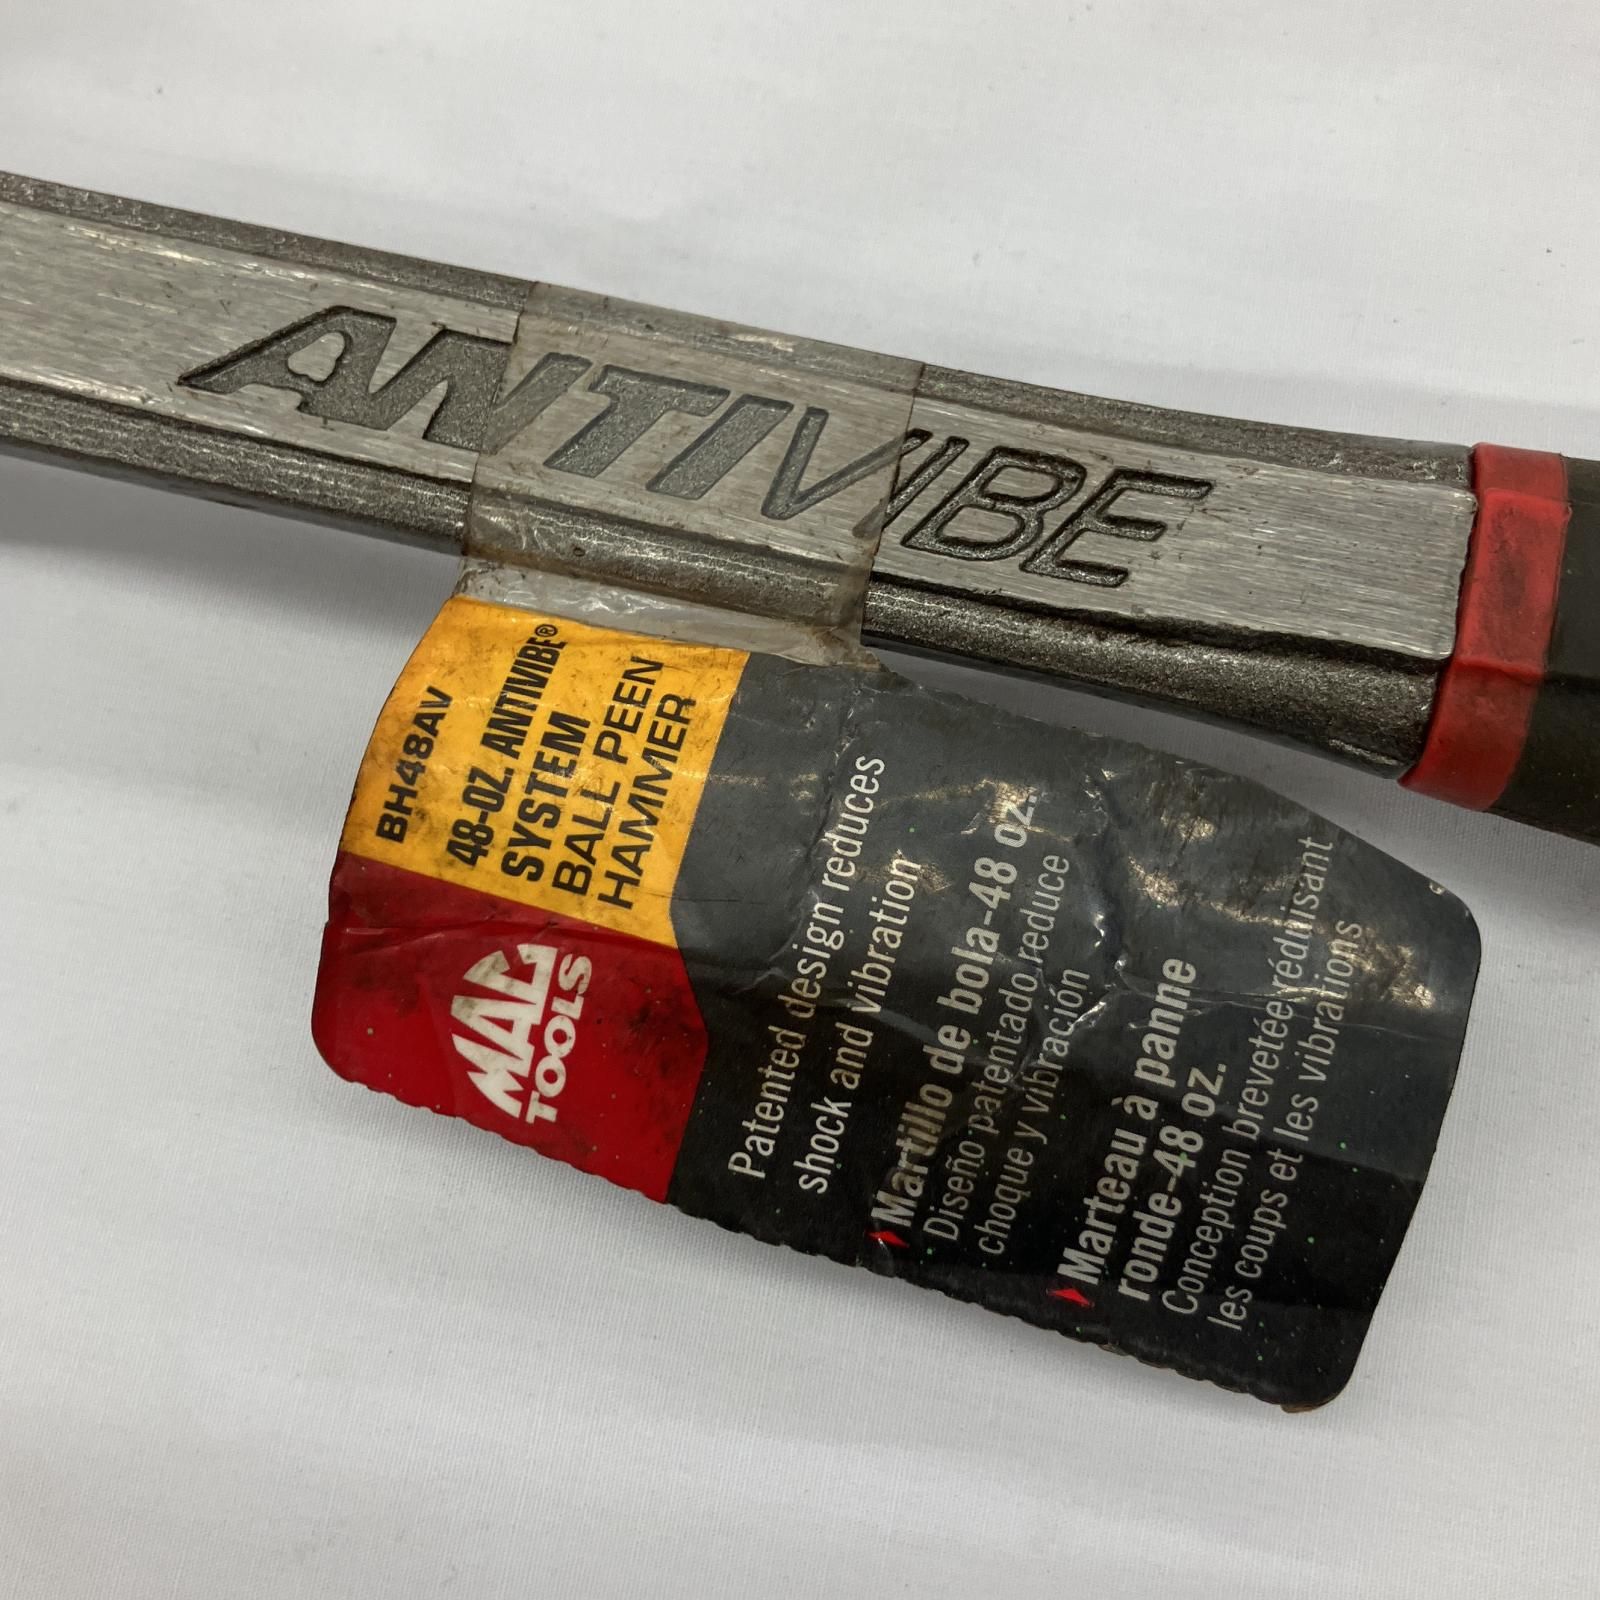 ANTIVIBE
BH48AV
48-OZ. ANTIVIBE®
SYSTEM
BALL PEEN
HAMMER
MAC
TOOLS
Patented design reduces
shock and vibration
Martillo de bola-48 oz.
Diseño patentado reduce
choque y vibración
Marteau à panne
ronde-48 oz.
Conception brevetée réduisant
les coups et les vibrations